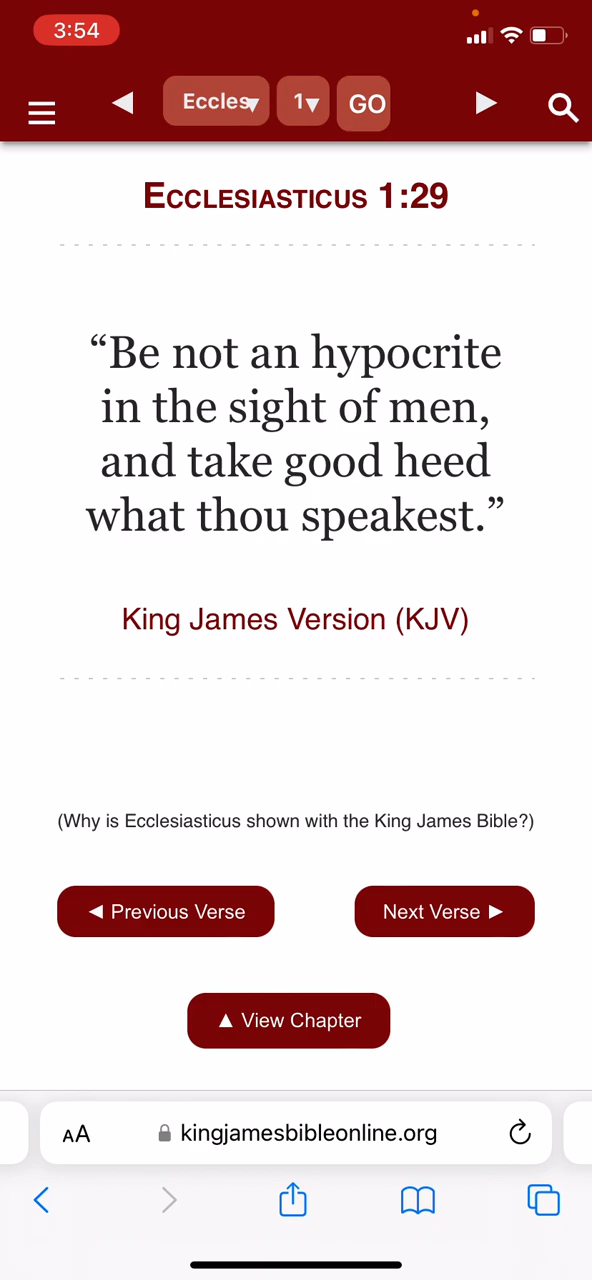 3:54
Eccles
1
GO
ECCLESIASTICUS 1:29
“Be not an hypocrite
in the sight of men,
and take good heed
what thou speakest.”
King James Version (KJV)
(Why is Ecclesiasticus shown with the King James Bible?)
◄ Previous Verse
Next Verse ►
▲ View Chapter
AA
kingjamesbibleonline.org